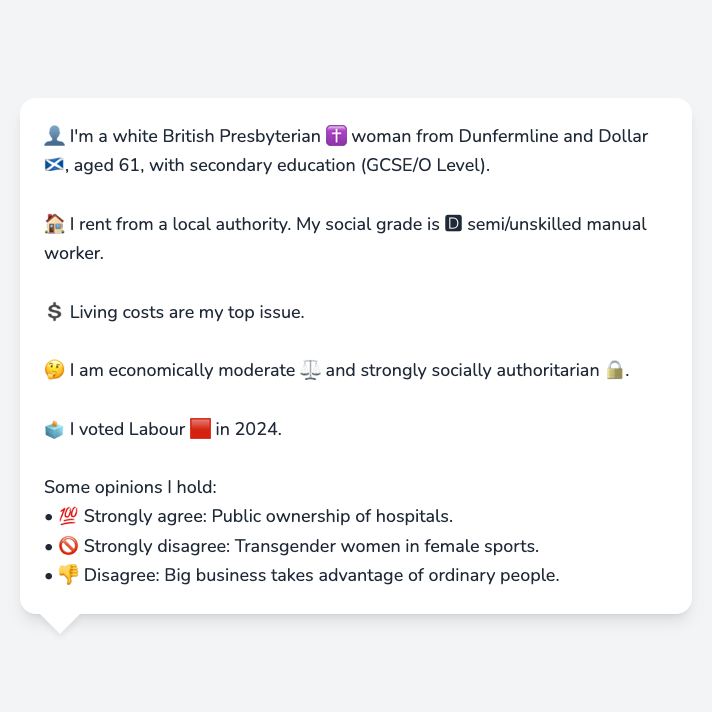 👤 I'm a white British Presbyterian ✝️ woman from Dunfermline and Dollar
🏴󠁧󠁢󠁳󠁣󠁴󠁿, aged 61, with secondary education (GCSE/O Level).
🏠 I rent from a local authority. My social grade is 🅳 semi/unskilled manual
worker.
💲 Living costs are my top issue.
🤔 I am economically moderate ⚖️ and strongly socially authoritarian 🔒.
🗳️ I voted Labour 🟥 in 2024.
Some opinions I hold:
• 💯 Strongly agree: Public ownership of hospitals.
• 🚫 Strongly disagree: Transgender women in female sports.
• 👎 Disagree: Big business takes advantage of ordinary people.